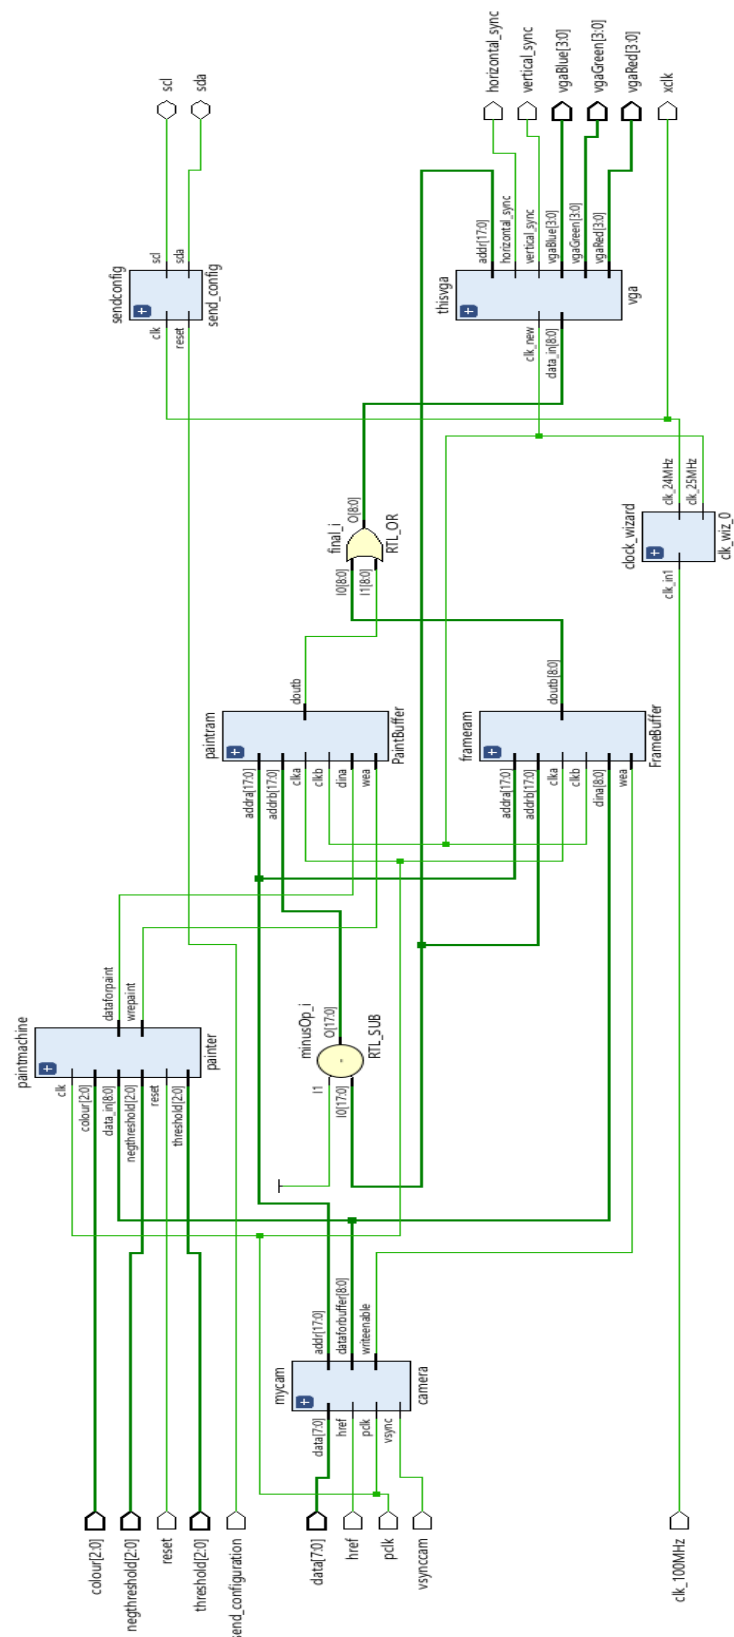 colour[2:0]
negthreshold[2:0]
reset
threshold[2:0]
send_configuration
data[7:0]
href
pclk
vsynccam
clk_100MHz
mycam
data[7:0]
href
pclk
vsync
addr[17:0]
dataforbuffer[8:0]
writeenable
camera
paintmachine
clk
colour[2:0]
data_in[8:0]
negthreshold[2:0]
reset
threshold[2:0]
dataforpaint
wrepaint
painter
minusOp_i
I1
I0[17:0]
-
O[17:0]
RTL_SUB
paintram
addra[17:0]
addrb[17:0]
clka
clkb
dina
wea
doutb
PaintBuffer
frameram
addra[17:0]
addrb[17:0]
clka
clkb
dina[8:0]
wea
doutb[8:0]
FrameBuffer
final_i
I0[8:0]
I1[8:0]
O[8:0]
RTL_OR
clock_wizard
clk_in1
clk_24MHz
clk_25MHz
clk_wiz_0
sendconfig
clk
reset
scl
sda
send_config
thisvga
clk_new
data_in[8:0]
addr[17:0]
horizontal_sync
vertical_sync
vgaBlue[3:0]
vgaGreen[3:0]
vgaRed[3:0]
vga
scl
sda
horizontal_sync
vertical_sync
vgaBlue[3:0]
vgaGreen[3:0]
vgaRed[3:0]
xclk